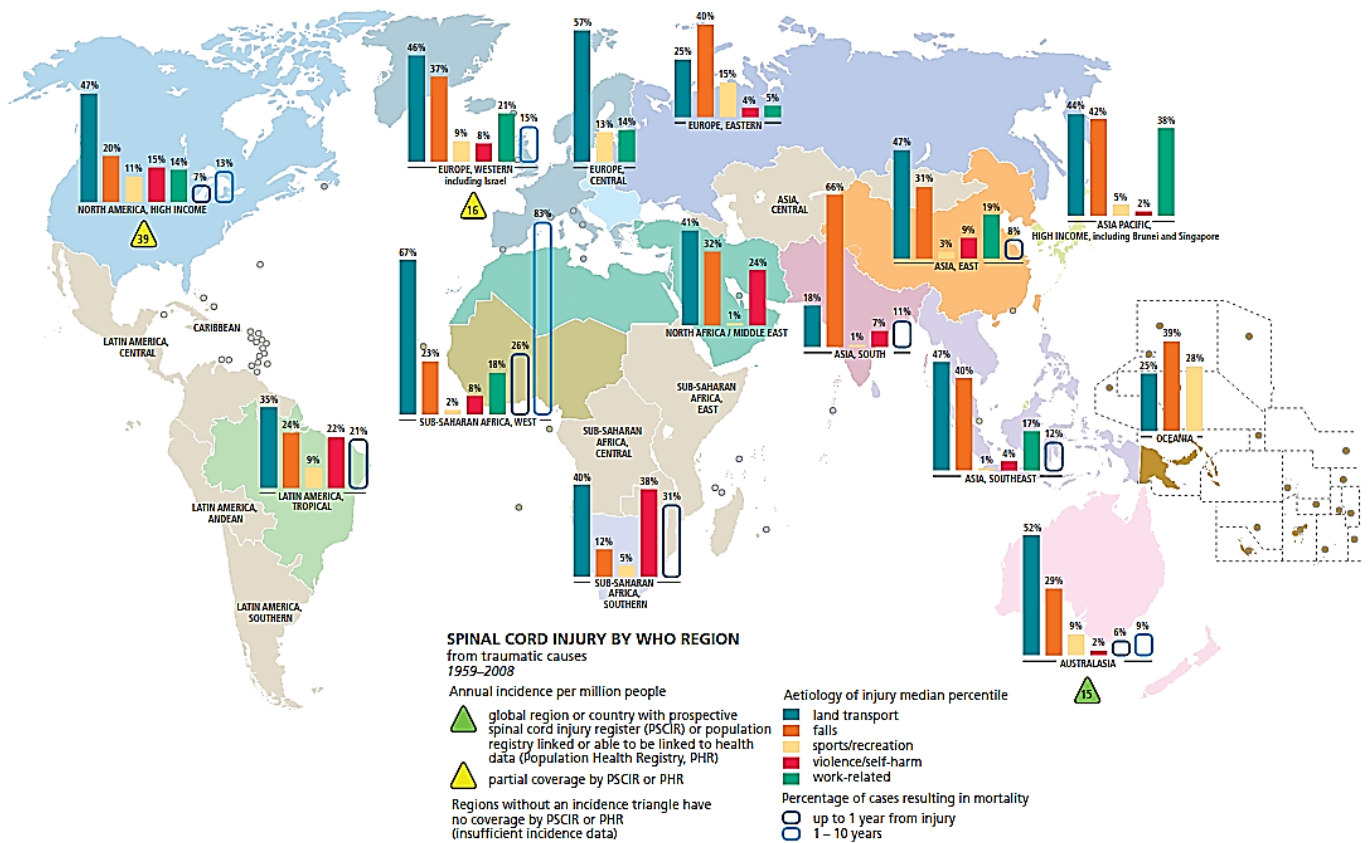 47%
20%
11%
15%
14%
7%
13%
NORTH AMERICA, HIGH INCOME
39
46%
37%
9%
8%
21%
15%
EUROPE, WESTERN
including Israel
16
57%
13%
14%
EUROPE,
CENTRAL
25%
40%
15%
4%
5%
EUROPE, EASTERN
44%
42%
5%
2%
38%
ASIA PACIFIC,
HIGH INCOME, including Brunei and Singapore
47%
31%
3%
9%
19%
8%
ASIA, EAST
ASIA,
CENTRAL
18%
66%
1%
7%
11%
ASIA, SOUTH
41%
32%
1%
24%
NORTH AFRICA / MIDDLE EAST
67%
23%
2%
8%
18%
26%
83%
SUB-SAHARAN AFRICA, WEST
CARIBBEAN
LATIN AMERICA,
CENTRAL
35%
24%
9%
22%
21%
LATIN AMERICA,
TROPICAL
LATIN AMERICA,
ANDEAN
LATIN AMERICA,
SOUTHERN
SUB-SAHARAN
AFRICA,
EAST
SUB-SAHARAN
AFRICA,
CENTRAL
40%
12%
5%
38%
31%
SUB-SAHARAN
AFRICA,
SOUTHERN
47%
40%
1%
4%
17%
12%
ASIA, SOUTHEAST
25%
39%
28%
OCEANIA
52%
29%
9%
2%
6%
9%
AUSTRALASIA
15
SPINAL CORD INJURY BY WHO REGION
from traumatic causes
1959–2008
Annual incidence per million people
global region or country with prospective
spinal cord injury register (PSCIR) or population
registry linked or able to be linked to health
data (Population Health Registry, PHR)
partial coverage by PSCIR or PHR
Regions without an incidence triangle have
no coverage by PSCIR or PHR
(insufficient incidence data)
Aetiology of injury median percentile
land transport
falls
sports/recreation
violence/self-harm
work-related
Percentage of cases resulting in mortality
up to 1 year from injury
1 – 10 years